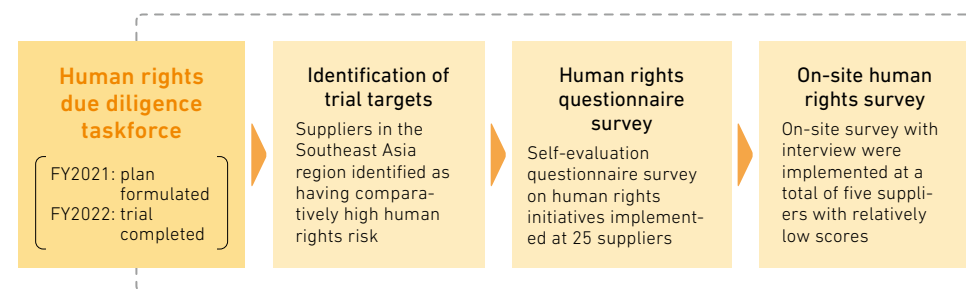 Human rights
due diligence
taskforce
FY2021: plan
formulated
FY2022: trial
completed
Identification of
trial targets
Suppliers in the
Southeast Asia
region identified as
having compara-
tively high human
rights risk
Human rights
questionnaire
survey
Self-evaluation
questionnaire survey
on human rights
initiatives implement-
ed at 25 suppliers
On-site human
rights survey
On-site survey with
interview were
implemented at a
total of five suppli-
ers with relatively
low scores